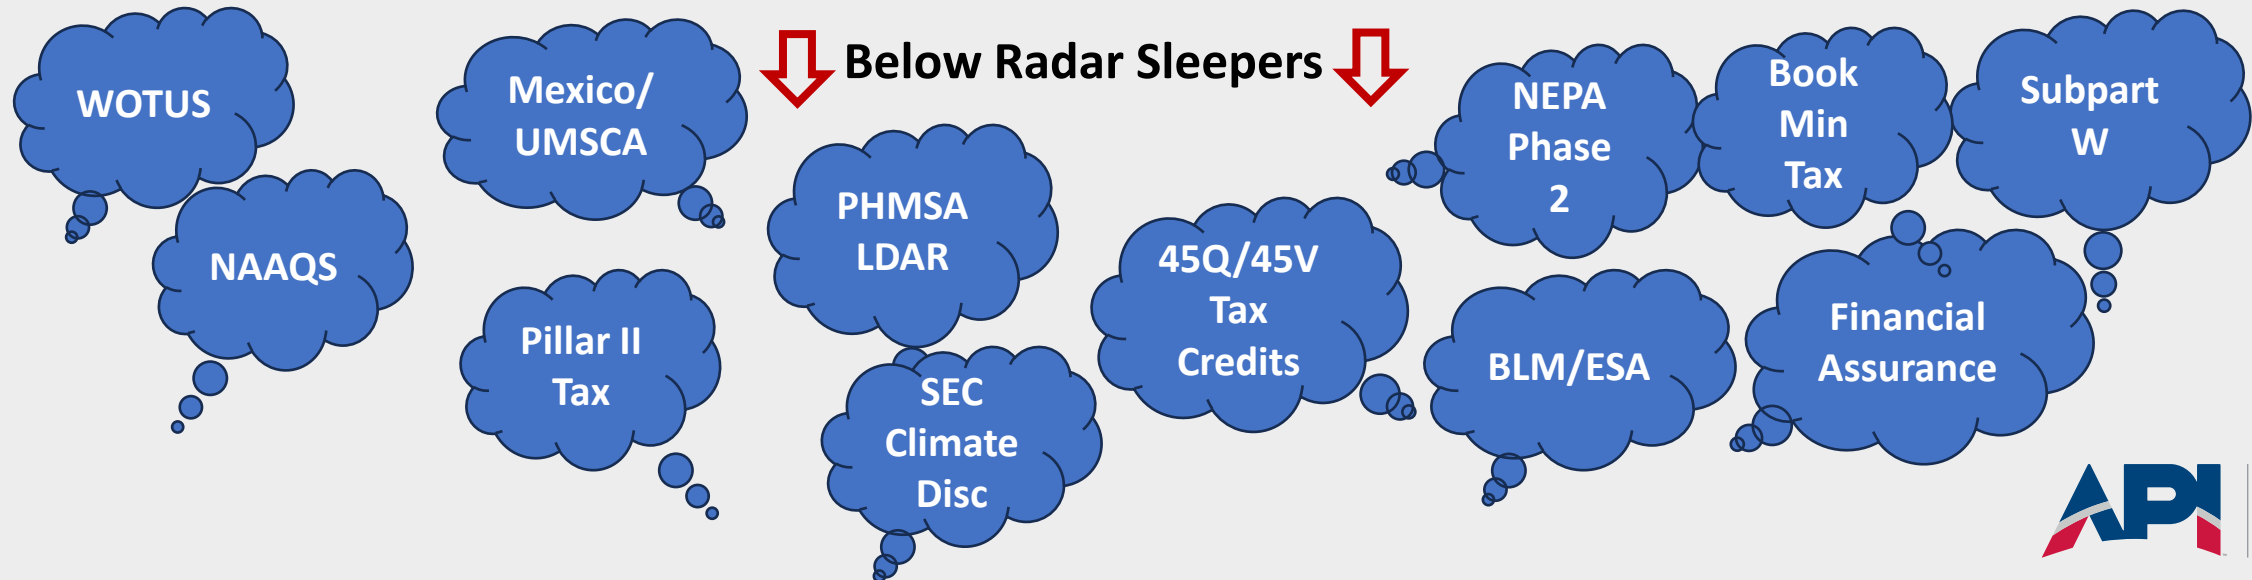 Below Radar Sleepers
WOTUS
NAAQS
Mexico/
UMSCA
Pillar II
Tax
PHMSA
LDAR
SEC
Climate
Disc
45Q/45V
Tax
Credits
NEPA
Phase
2
BLM/ESA
Book
Min
Tax
Financial
Assurance
Subpart
W
API